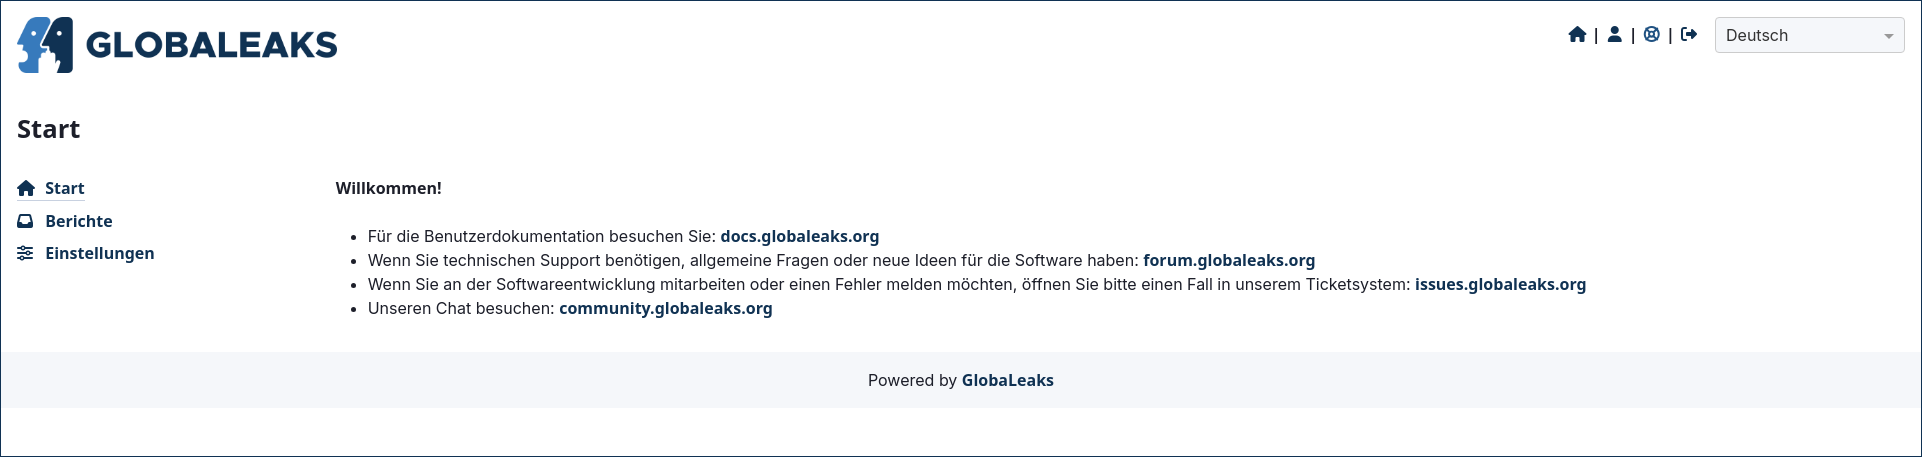 GLOBALEAKS
| | | Deutsch
Start
Start
Berichte
Einstellungen
Willkommen!
• Für die Benutzerdokumentation besuchen Sie: docs.globaleaks.org
• Wenn Sie technischen Support benötigen, allgemeine Fragen oder neue Ideen für die Software haben: forum.globaleaks.org
• Wenn Sie an der Softwareentwicklung mitarbeiten oder einen Fehler melden möchten, öffnen Sie bitte einen Fall in unserem Ticketsystem: issues.globaleaks.org
• Unseren Chat besuchen: community.globaleaks.org
Powered by GlobaLeaks